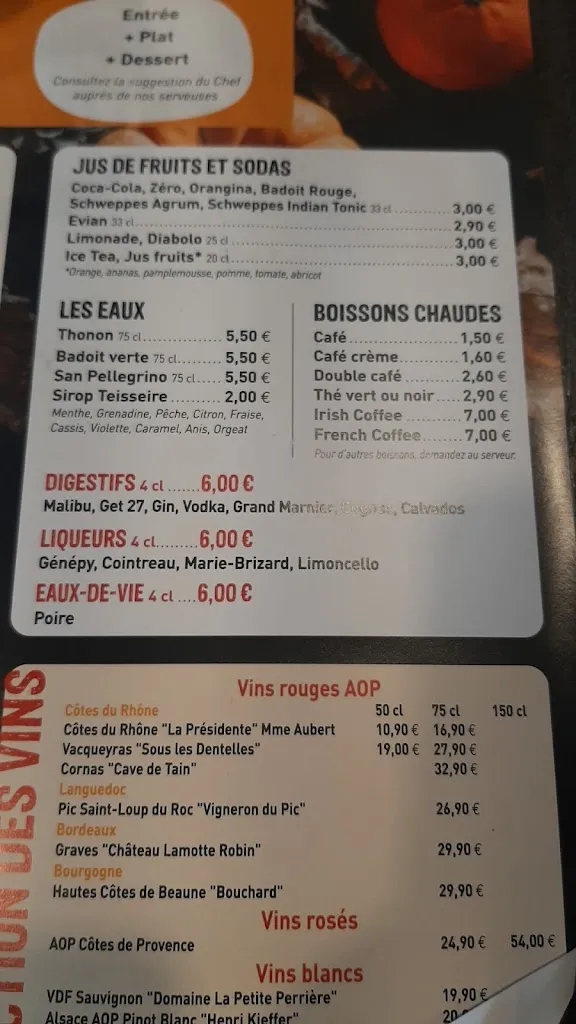 Entrée
+ Plat
+ Dessert
Consultez la suggestion du Chef
auprès de nos serveuses
JUS DE FRUITS ET SODAS
Coca-Cola, Zéro, Orangina, Badoit Rouge,
Schweppes Agrum, Schweppes Indian Tonic 33 cl ............ 3,00 €
Evian 33 cl ............ 2,90 €
Limonade, Diabolo 25 cl ............ 3,00 €
Ice Tea, Jus fruits* 20 cl ............ 3,00 €
*Orange, ananas, pamplemousse, pomme, tomate, abricot
LES EAUX
Thonon 75 cl ............ 5,50 €
Badoit verte 75 cl ............ 5,50 €
San Pellegrino 75 cl ..... 5,50 €
Sirop Teisseire ............ 2,00 €
Menthe, Grenadine, Pêche, Citron, Fraise,
Cassis, Violette, Caramel, Anis, Orgeat
BOISSONS CHAUDES
Café ............ 1,50 €
Café crème ............ 1,60 €
Double café ............ 2,60 €
Thé vert ou noir ..... 2,90 €
Irish Coffee ............ 7,00 €
French Coffee ........ 7,00 €
Pour d'autres boissons, demandez au serveur.
DIGESTIFS 4 cl .......6,00 €
Malibu, Get 27, Gin, Vodka, Grand Marnier, Calvados
LIQUEURS 4 cl.........6,00 €
Génépy, Cointreau, Marie-Brizard, Limoncello
EAUX-DE-VIE 4 cl ....6,00 €
Poire
CTION DES VINS
Vins rouges AOP
Côtes du Rhône 50 cl 75 cl 150 cl
Côtes du Rhône "La Présidente" Mme Aubert 10,90 € 16,90 €
Vacqueyras "Sous les Dentelles" 19,00 € 27,90 €
Cornas "Cave de Tain" 32,90 €
Languedoc
Pic Saint-Loup du Roc "Vigneron du Pic" 26,90 €
Bordeaux
Graves "Château Lamotte Robin" 29,90 €
Bourgogne
Hautes Côtes de Beaune "Bouchard" 29,90 €
Vins rosés
AOP Côtes de Provence 24,90 € 54,00 €
Vins blancs
VDF Sauvignon "Domaine La Petite Perrière" 19,90 €
Alsace AOP Pinot Blanc "Henri Kieffer"